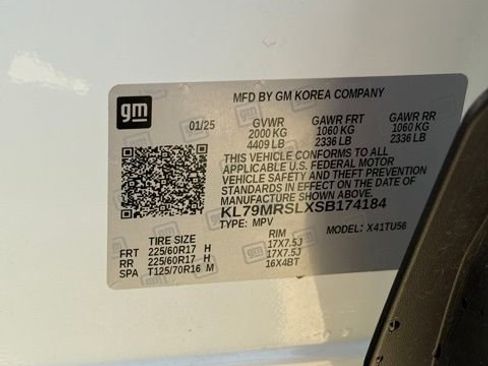 gm
MFD BY GM KOREA COMPANY
01/25 GVWR GAWR FRT GAWR RR
2000 KG 1060 KG 1060 KG
4409 LB 2336 LB 2336 LB
THIS VEHICLE CONFORMS TO ALL
APPLICABLE U.S. FEDERAL MOTOR
VEHICLE SAFETY AND THEFT PREVENTION
STANDARDS IN EFFECT ON THE DATE OF
MANUFACTURE SHOWN ABOVE.
KL79MRSLXSB174184
TYPE: MPV MODEL: X41TU56
TIRE SIZE RIM
FRT 225/60R17 H 17X7.5J
RR 225/60R17 H 17X7.5J
SPA T125/70R16 M 16X4BT